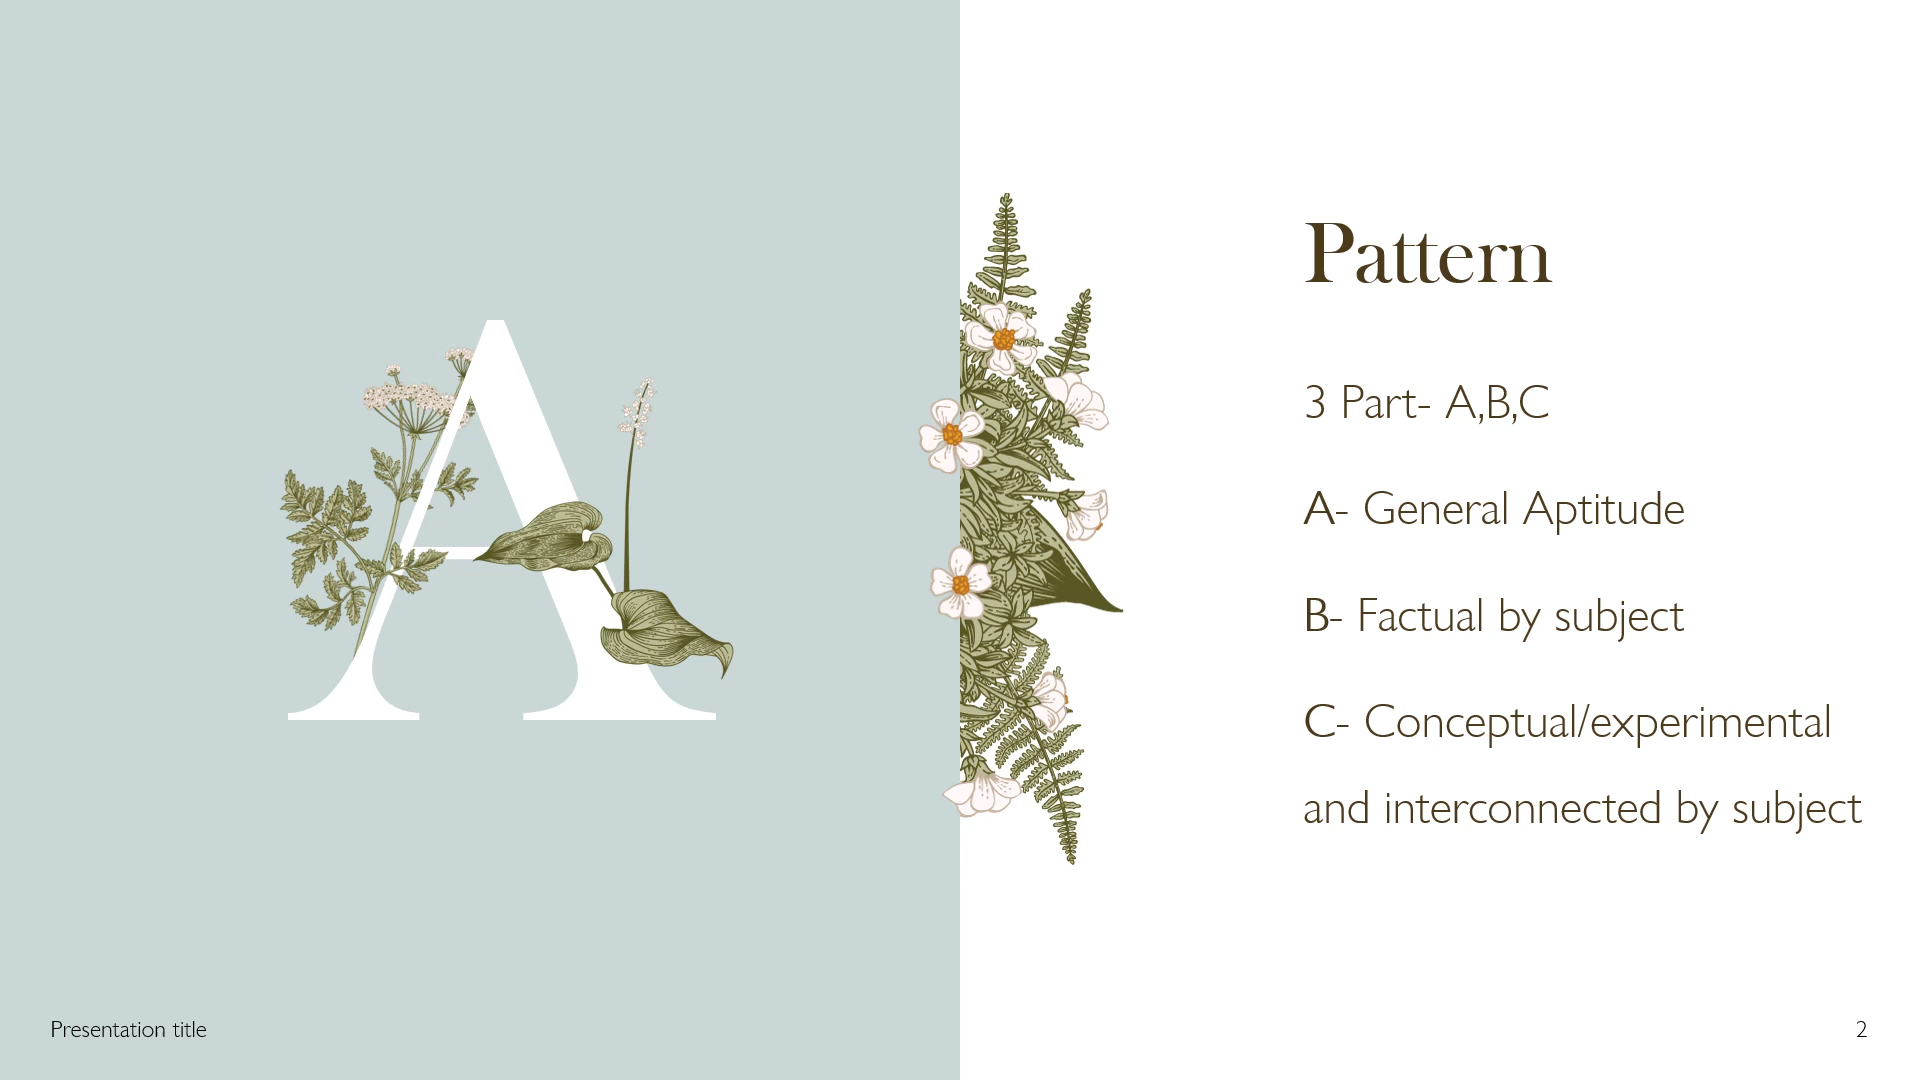 A
Pattern
3 Part- A,B,C
A- General Aptitude
B- Factual by subject
C- Conceptual/experimental
and interconnected by subject
Presentation title
2